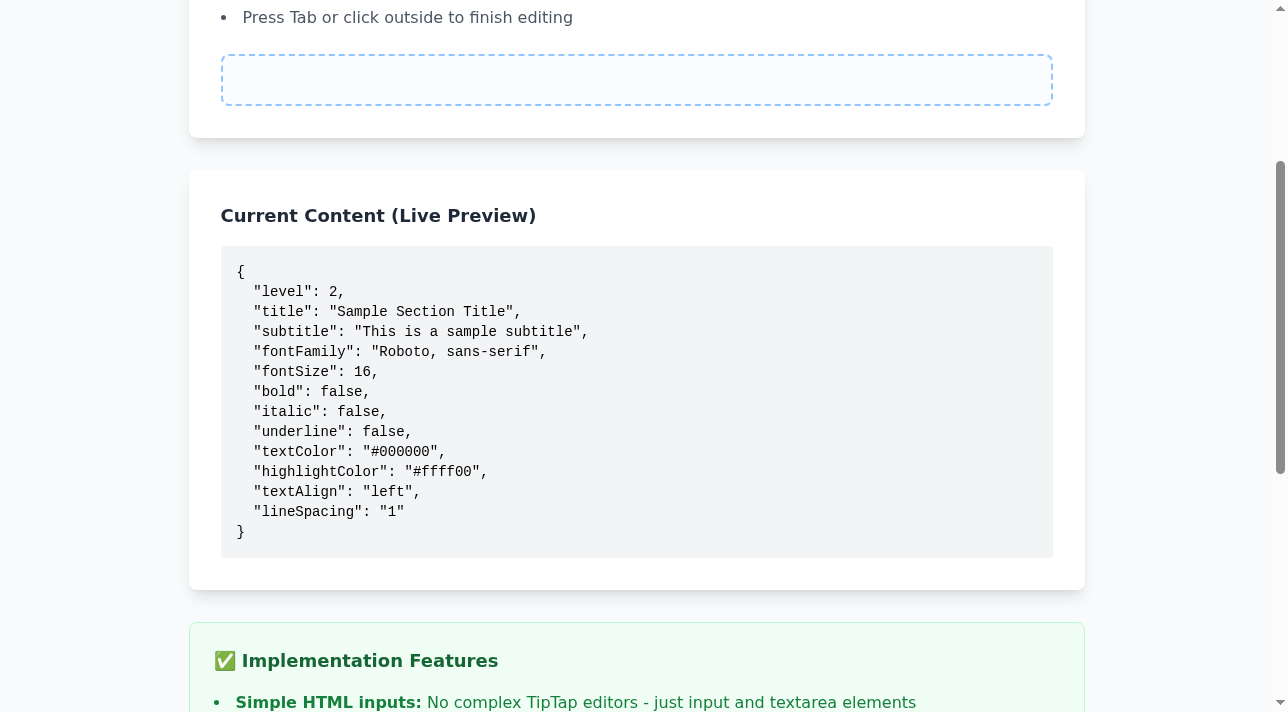 • Press Tab or click outside to finish editing
Current Content (Live Preview)
{
  "level": 2,
  "title": "Sample Section Title",
  "subtitle": "This is a sample subtitle",
  "fontFamily": "Roboto, sans-serif",
  "fontSize": 16,
  "bold": false,
  "italic": false,
  "underline": false,
  "textColor": "#000000",
  "highlightColor": "#ffff00",
  "textAlign": "left",
  "lineSpacing": "1"
}
✅ Implementation Features
• Simple HTML inputs: No complex TipTap editors - just input and textarea elements